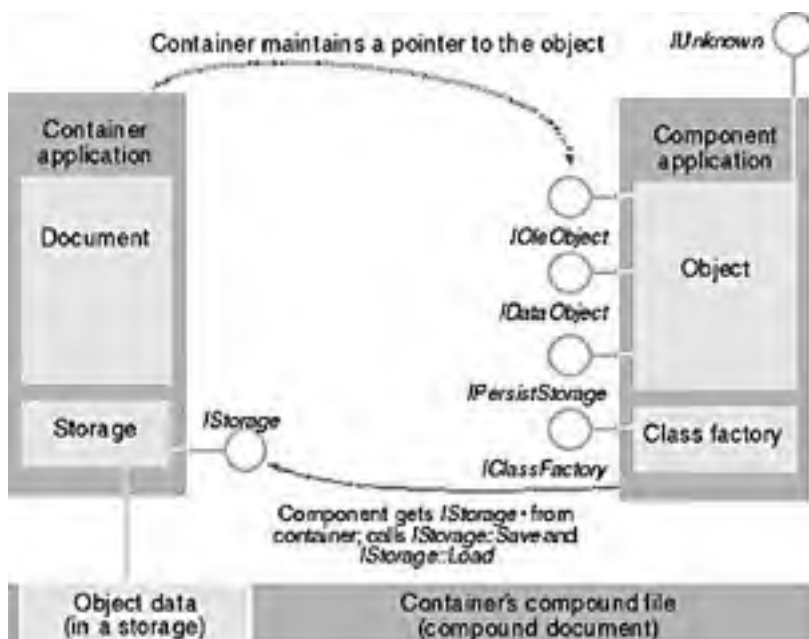 Container maintains a pointer to the object
IUnknown
Container
application
Component
application
Document
IOleObject
Object
IDataObject
IPersistStorage
Storage
IStorage
Class factory
IClassFactory
Component gets IStorage • from
container; calls IStorage::Save and
IStorage::Load
Object data
(in a storage)
Container's compound file
(compound document)